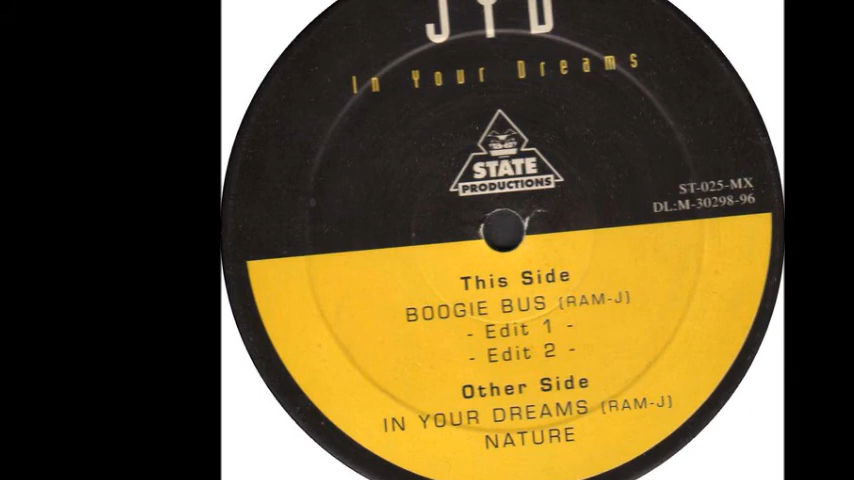 JYD
In Your Dreams
STATE
PRODUCTIONS
ST-025-MX
DL:M-30298-96
This Side
BOOGIE BUS (RAM-J)
- Edit 1 -
- Edit 2 -
Other Side
IN YOUR DREAMS (RAM-J)
NATURE